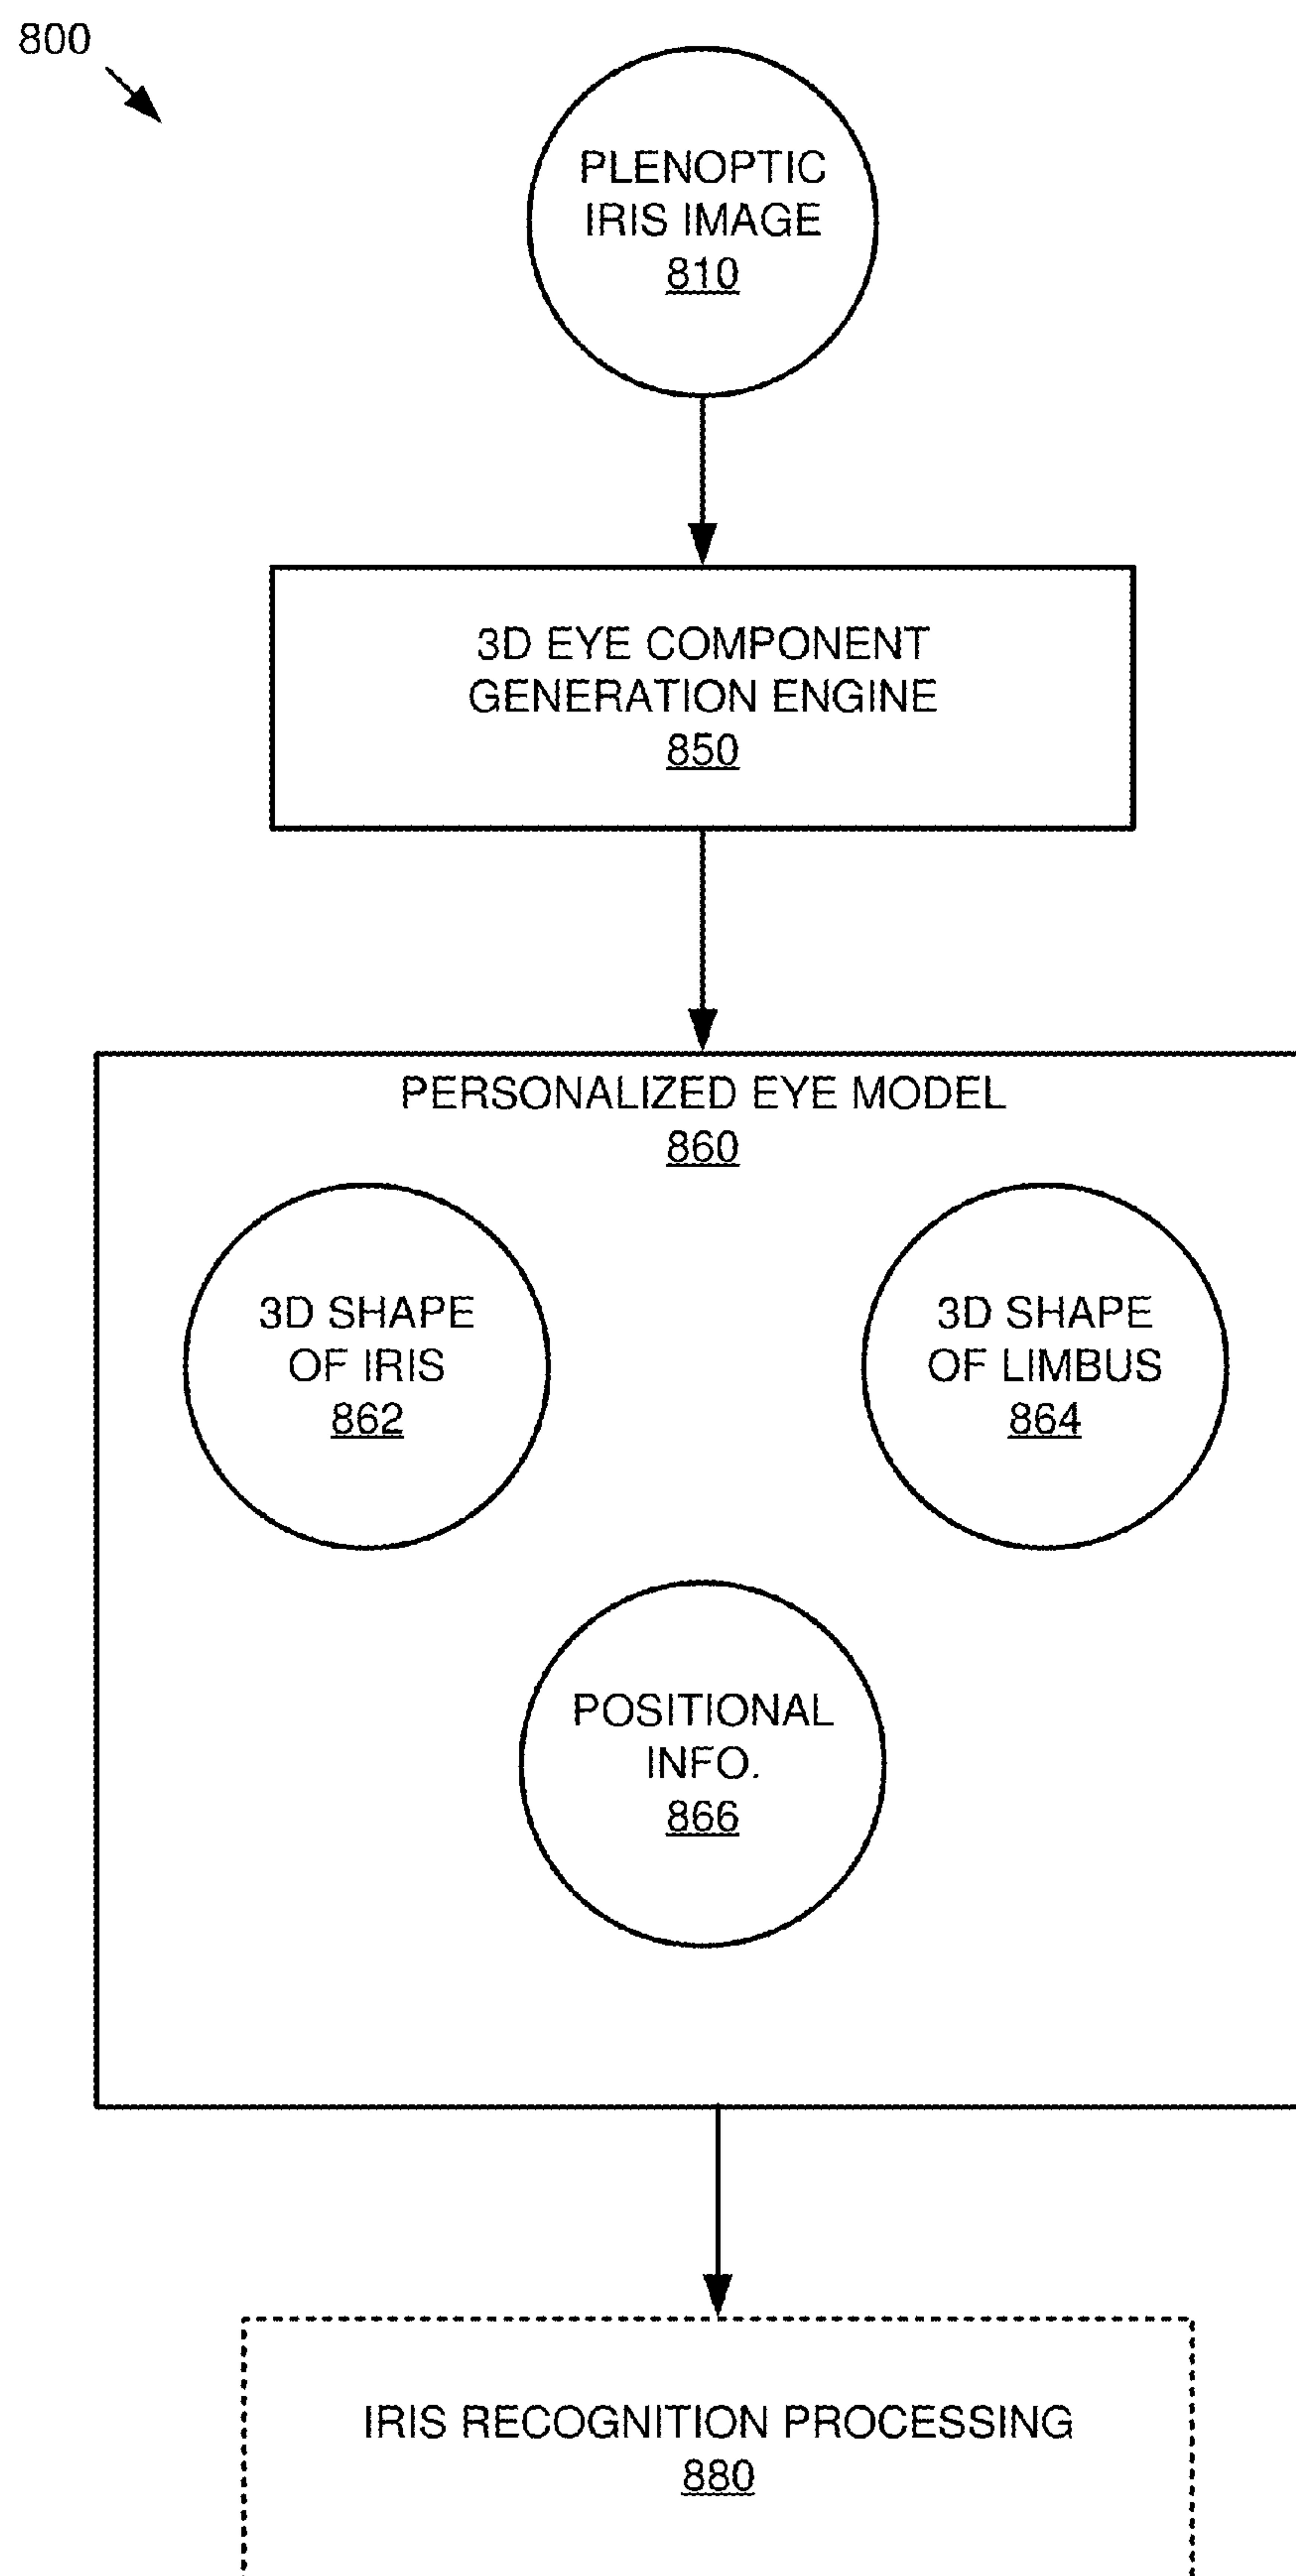 800
PLENOPTIC
IRIS IMAGE
810
3D EYE COMPONENT
GENERATION ENGINE
850
PERSONALIZED EYE MODEL
860
3D SHAPE
OF IRIS
862
3D SHAPE
OF LIMBUS
864
POSITIONAL
INFO.
866
IRIS RECOGNITION PROCESSING
880